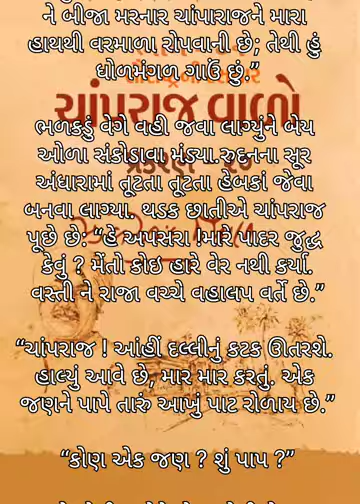 ને બીજા મરનાર ચાંપારાજને મારા
હાથથી વરમાળા રોપવાની છે; તેથી હું
ધોળમંગળ ગાઉં છું.”
ચાંપરાજ વાળો
ભળકડું વેગે વહી જવા લાગ્યુંને બેય
ઓળા સંકોડાવા મંડ્યા.રુદનના સૂર
અંધારામાં તૂટતા તૂટતા હીબકાં જેવા
બનવા લાગ્યા. થડક છાતીએ ચાંપરાજ
પૂછે છે: “હે અપસરા !મારે પાદર જુદ્ધ
કેવું ? મેંતો કોઇ હારે વેર નથી કર્યાં.
વસ્તી ને રાજા વચ્ચે વહાલપ વર્તે છે.”
“ચાંપરાજ ! આંહીં દલ્લીનું કટક ઊતરશે.
હાલ્યું આવે છે, માર માર કરતું. એક
જણને પાપે તારું આખું પાટ રોળાય છે.”
“કોણ એક જણ ? શું પાપ ?”